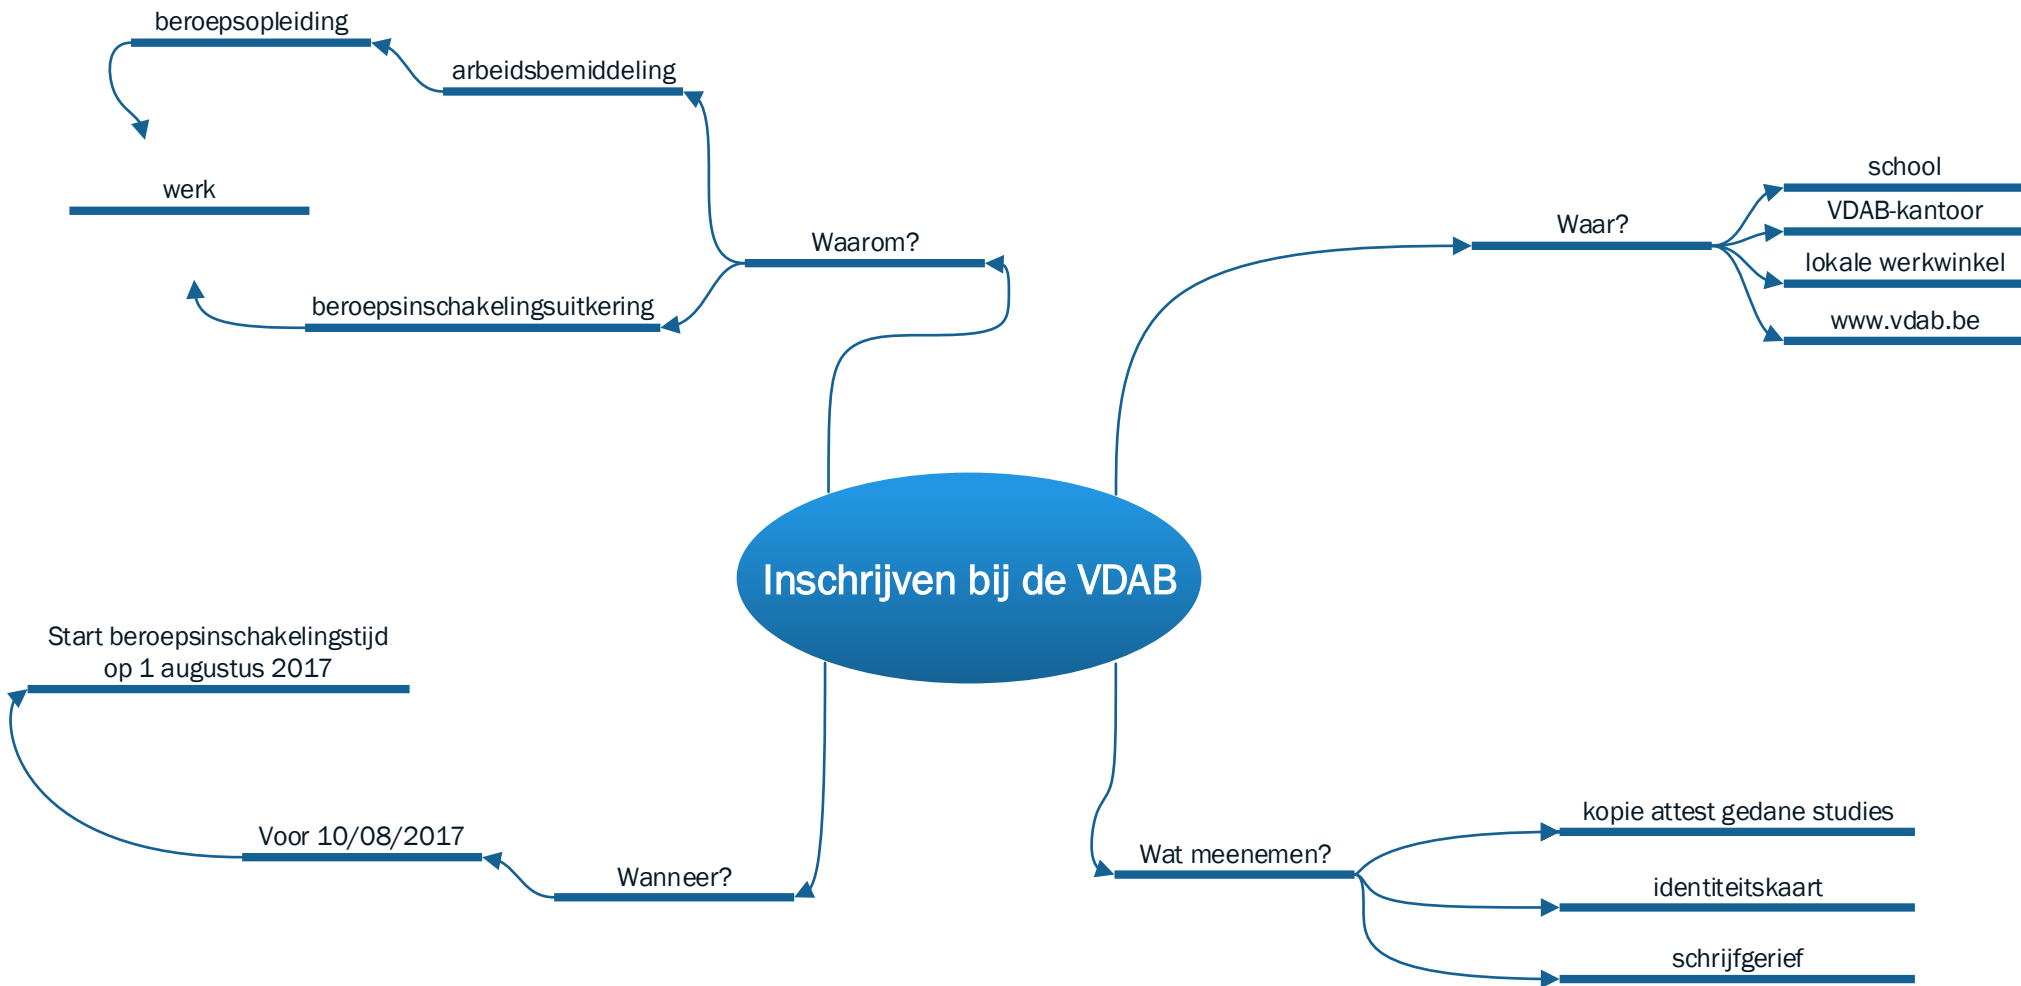 beroepsopleiding
arbeidsbemiddeling
werk
Waarom?
beroepsinschakelingsuitkering
school
VDAB-kantoor
Waar?
lokale werkwinkel
www.vdab.be
Inschrijven bij de VDAB
Start beroepsinschakelingstijd
op 1 augustus 2017
Voor 10/08/2017
Wanneer?
Wat meenemen?
kopie attest gedane studies
identiteitskaart
schrijfgerief